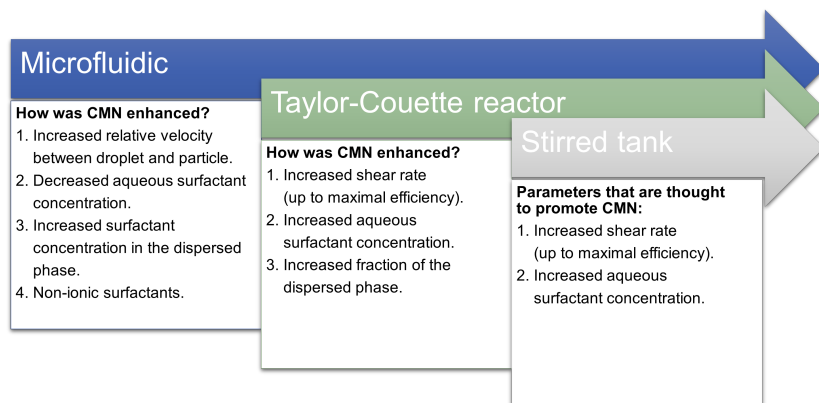 Microfluidic
How was CMN enhanced?
1. Increased relative velocity
between droplet and particle.
2. Decreased aqueous surfactant
concentration.
3. Increased surfactant
concentration in the dispersed
phase.
4. Non-ionic surfactants.
Taylor-Couette reactor
How was CMN enhanced?
1. Increased shear rate
(up to maximal efficiency).
2. Increased aqueous
surfactant concentration.
3. Increased fraction of the
dispersed phase.
Stirred tank
Parameters that are thought
to promote CMN:
1. Increased shear rate
(up to maximal efficiency).
2. Increased aqueous
surfactant concentration.